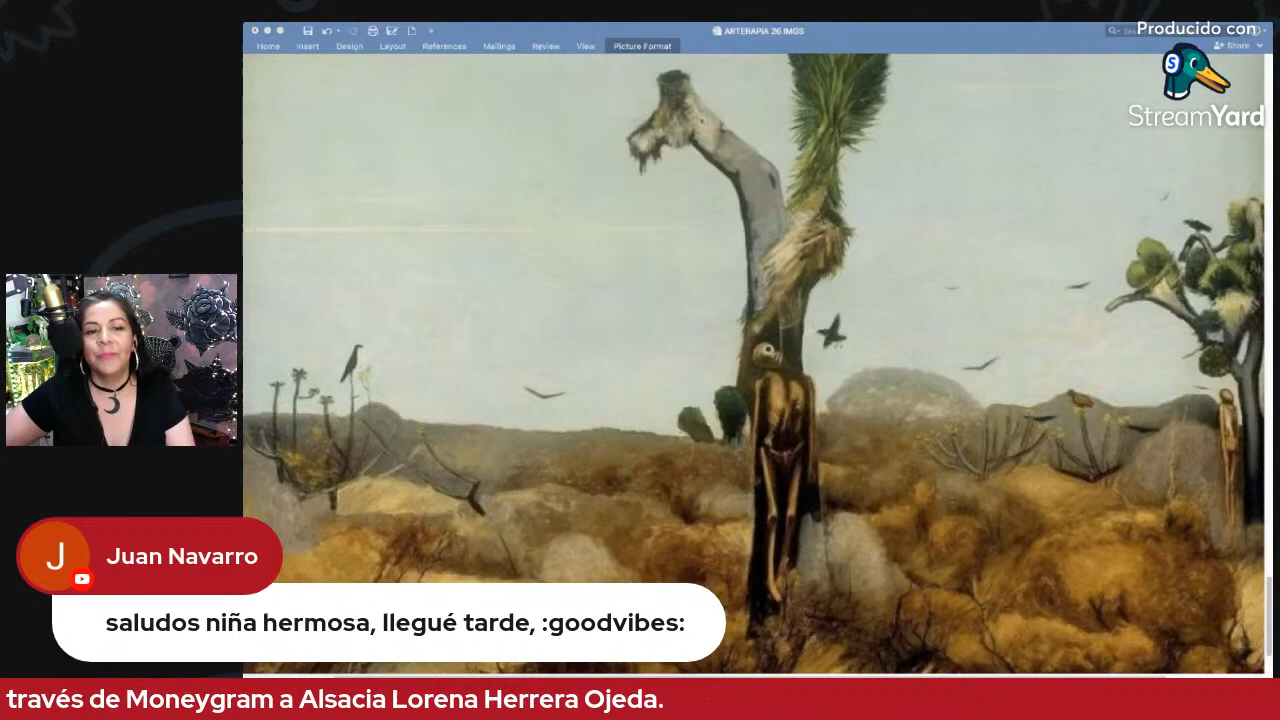 ARTERAPIA 26 IMGS
Home Insert Design Layout References Mailings Review View Picture Format
Share
Producido con
StreamYard
S
J
Juan Navarro
saludos niña hermosa, llegué tarde, :goodvibes:
través de Moneygram a Alsacia Lorena Herrera Ojeda.